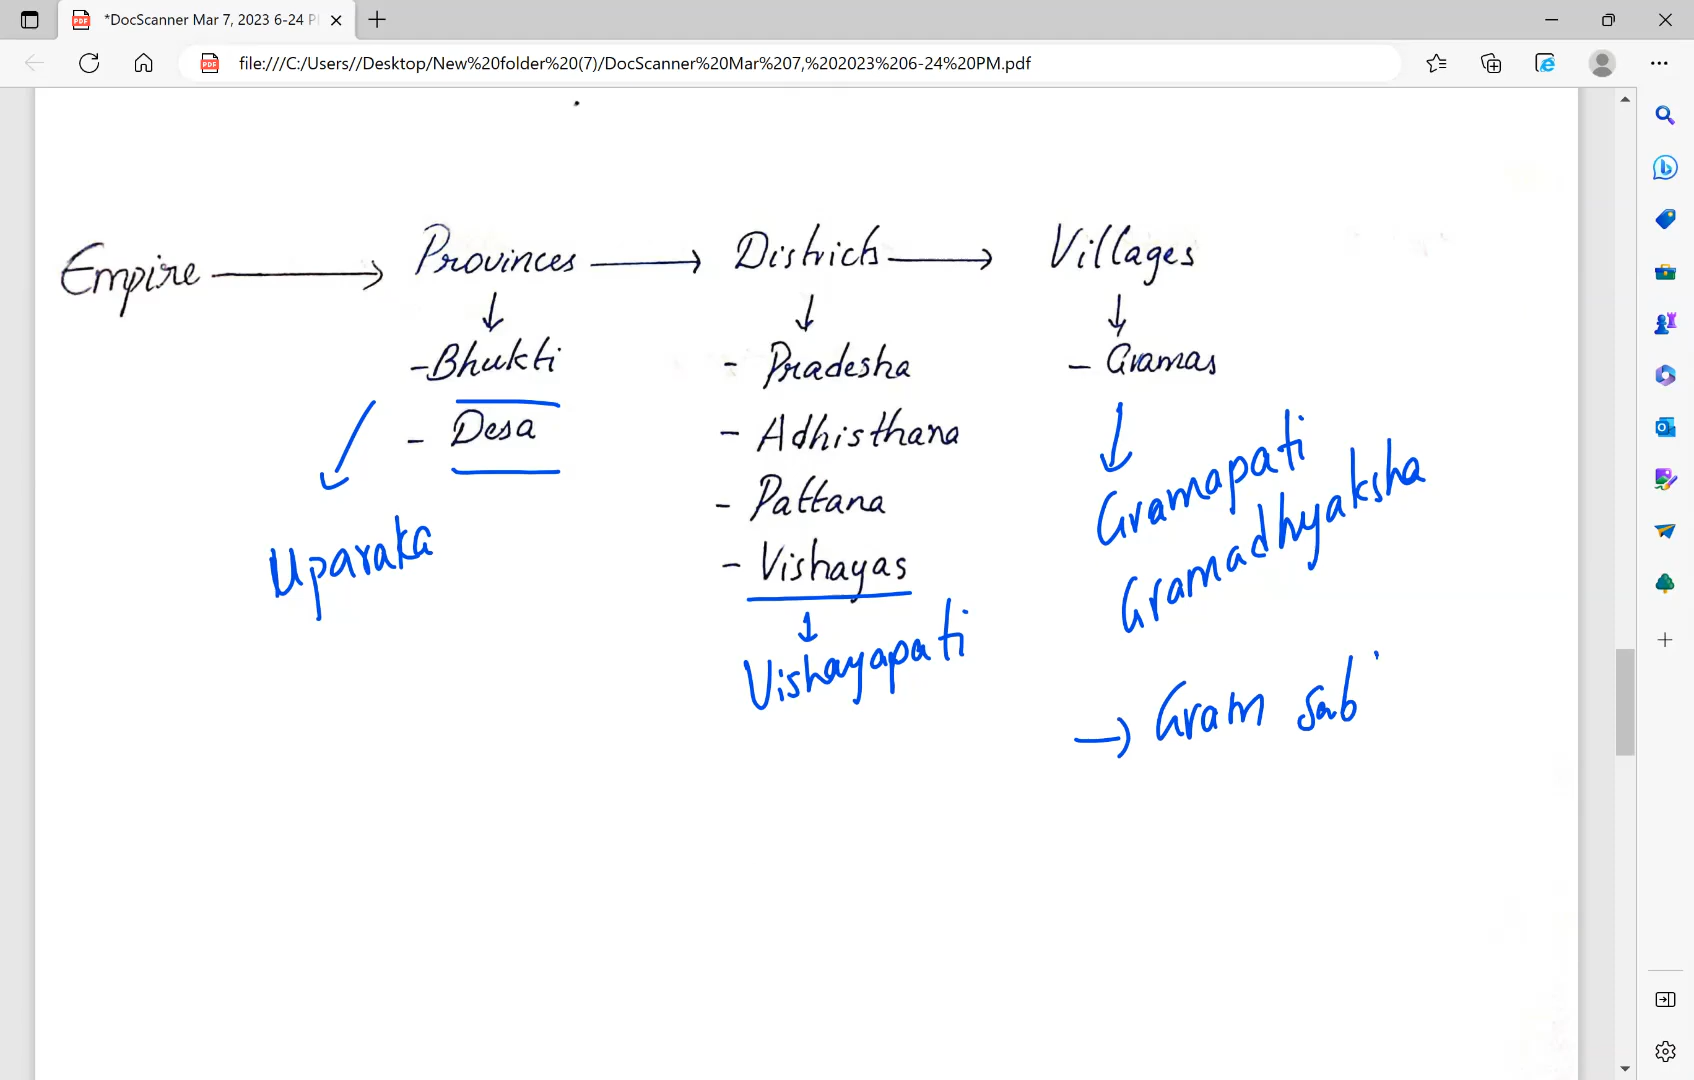 *DocScanner Mar 7, 2023 6-24 P
file:///C:/Users//Desktop/New%20folder%20(7)/DocScanner%20Mar%207,%202023%206-24%20PM.pdf
Empire → Provinces → Districts → Villages
↓ ↓ ↓
- Bhukti - Pradesha - Gramas
- Desa - Adhisthana
Gramapati
- Pattana
Gramadhyaksha
Uparaka
- Vishayas
Vishayapati
→ Gram sab